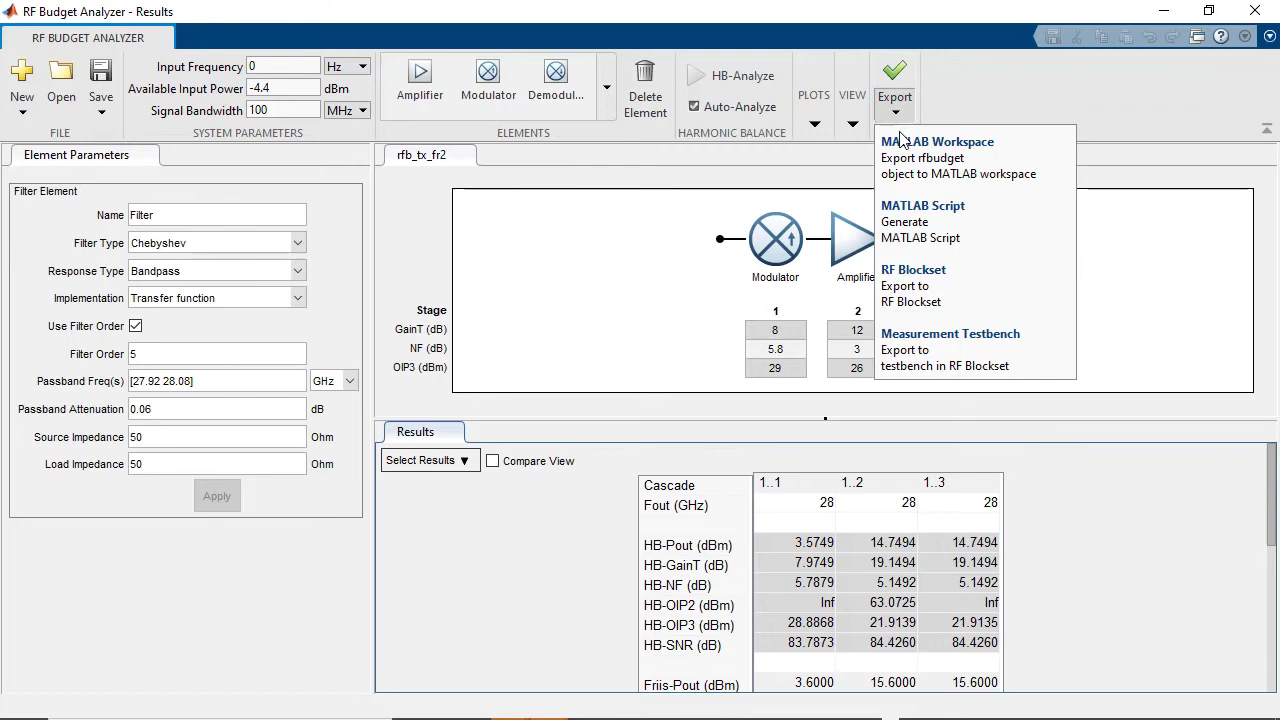 RF Budget Analyzer - Results
RF BUDGET ANALYZER
New
Open
Save
FILE
Input Frequency 0 Hz
Available Input Power -4.4 dBm
Signal Bandwidth 100 MHz
SYSTEM PARAMETERS
Amplifier
Modulator
Demodul...
ELEMENTS
Delete
Element
HB-Analyze
Auto-Analyze
HARMONIC BALANCE
PLOTS
VIEW
Export
MATLAB Workspace
Export rfbudget
object to MATLAB workspace
MATLAB Script
Generate
MATLAB Script
RF Blockset
Export to
RF Blockset
Measurement Testbench
Export to
testbench in RF Blockset
Element Parameters
Filter Element
Name Filter
Filter Type Chebyshev
Response Type Bandpass
Implementation Transfer function
Use Filter Order
Filter Order 5
Passband Freq(s) [27.92 28.08] GHz
Passband Attenuation 0.06 dB
Source Impedance 50 Ohm
Load Impedance 50 Ohm
Apply
rfb_tx_fr2
Modulator
Amplifie
Stage 1 2
GainT (dB) 8 12
NF (dB) 5.8 3
OIP3 (dBm) 29 26
Results
Select Results ▼
Compare View
Cascade 1..1 1..2 1..3
Fout (GHz) 28 28 28
HB-Pout (dBm) 3.5749 14.7494 14.7494
HB-GainT (dB) 7.9749 19.1494 19.1494
HB-NF (dB) 5.7879 5.1492 5.1492
HB-OIP2 (dBm) Inf 63.0725 Inf
HB-OIP3 (dBm) 28.8868 21.9139 21.9135
HB-SNR (dB) 83.7873 84.4260 84.4260
Friis-Pout (dBm) 3.6000 15.6000 15.6000